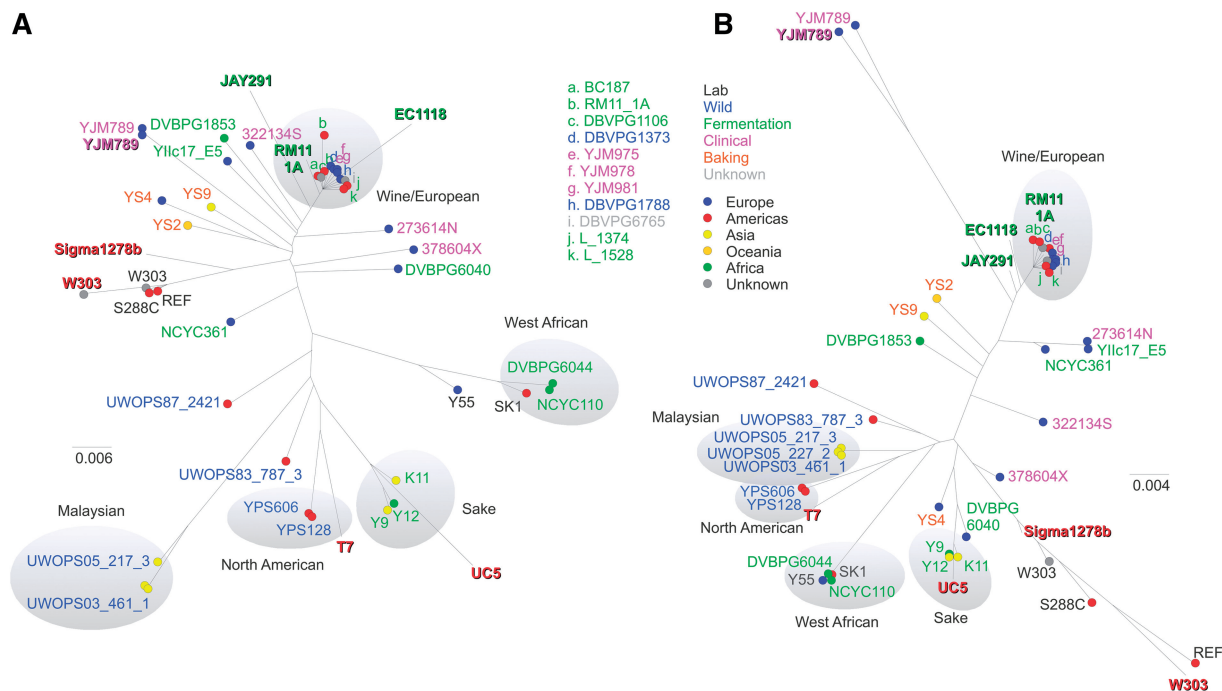 A
JAY291
YJM789
YJM789
DVBPG1853
YIIc17_E5
322134S
b
EC1118
RM11
1A
a
c
h
d
e
f
g
h
i
j
k
Wine/European
YS4
YS9
YS2
Sigma1278b
273614N
378604X
DVBPG6040
W303
W303
REF
S288C
NCYC361
West African
DVBPG6044
SK1
NCYC110
Y55
UWOPS87_2421
0.006
UWOPS83_787_3
K11
Y12
Y9
Sake
YPS606
YPS128
North American
T7
UC5
Malaysian
UWOPS05_217_3
UWOPS03_461_1
a. BC187
b. RM11_1A
c. DBVPG1106
d. DBVPG1373
e. YJM975
f. YJM978
g. YJM981
h. DBVPG1788
i. DBVPG6765
j. L_1374
k. L_1528
Lab
Wild
Fermentation
Clinical
Baking
Unknown
Europe
Americas
Asia
Oceania
Africa
Unknown
B
YJM789
YJM789
Wine/European
RM11
1A
EC1118
abc
d
ef
g
h
i
j
k
JAY291
YS2
YS9
DVBPG1853
273614N
YIIc17_E5
NCYC361
UWOPS87_2421
Malaysian
UWOPS83_787_3
UWOPS05_217_3
UWOPS05_227_2
UWOPS03_461_1
322134S
YPS606
YPS128
North American
T7
378604X
0.004
YS4
DVBPG
6040
Sigma1278b
DVBPG6044
Y55
SK1
NCYC110
West African
Y9
Y12
K11
UC5
Sake
W303
S288C
REF
W303